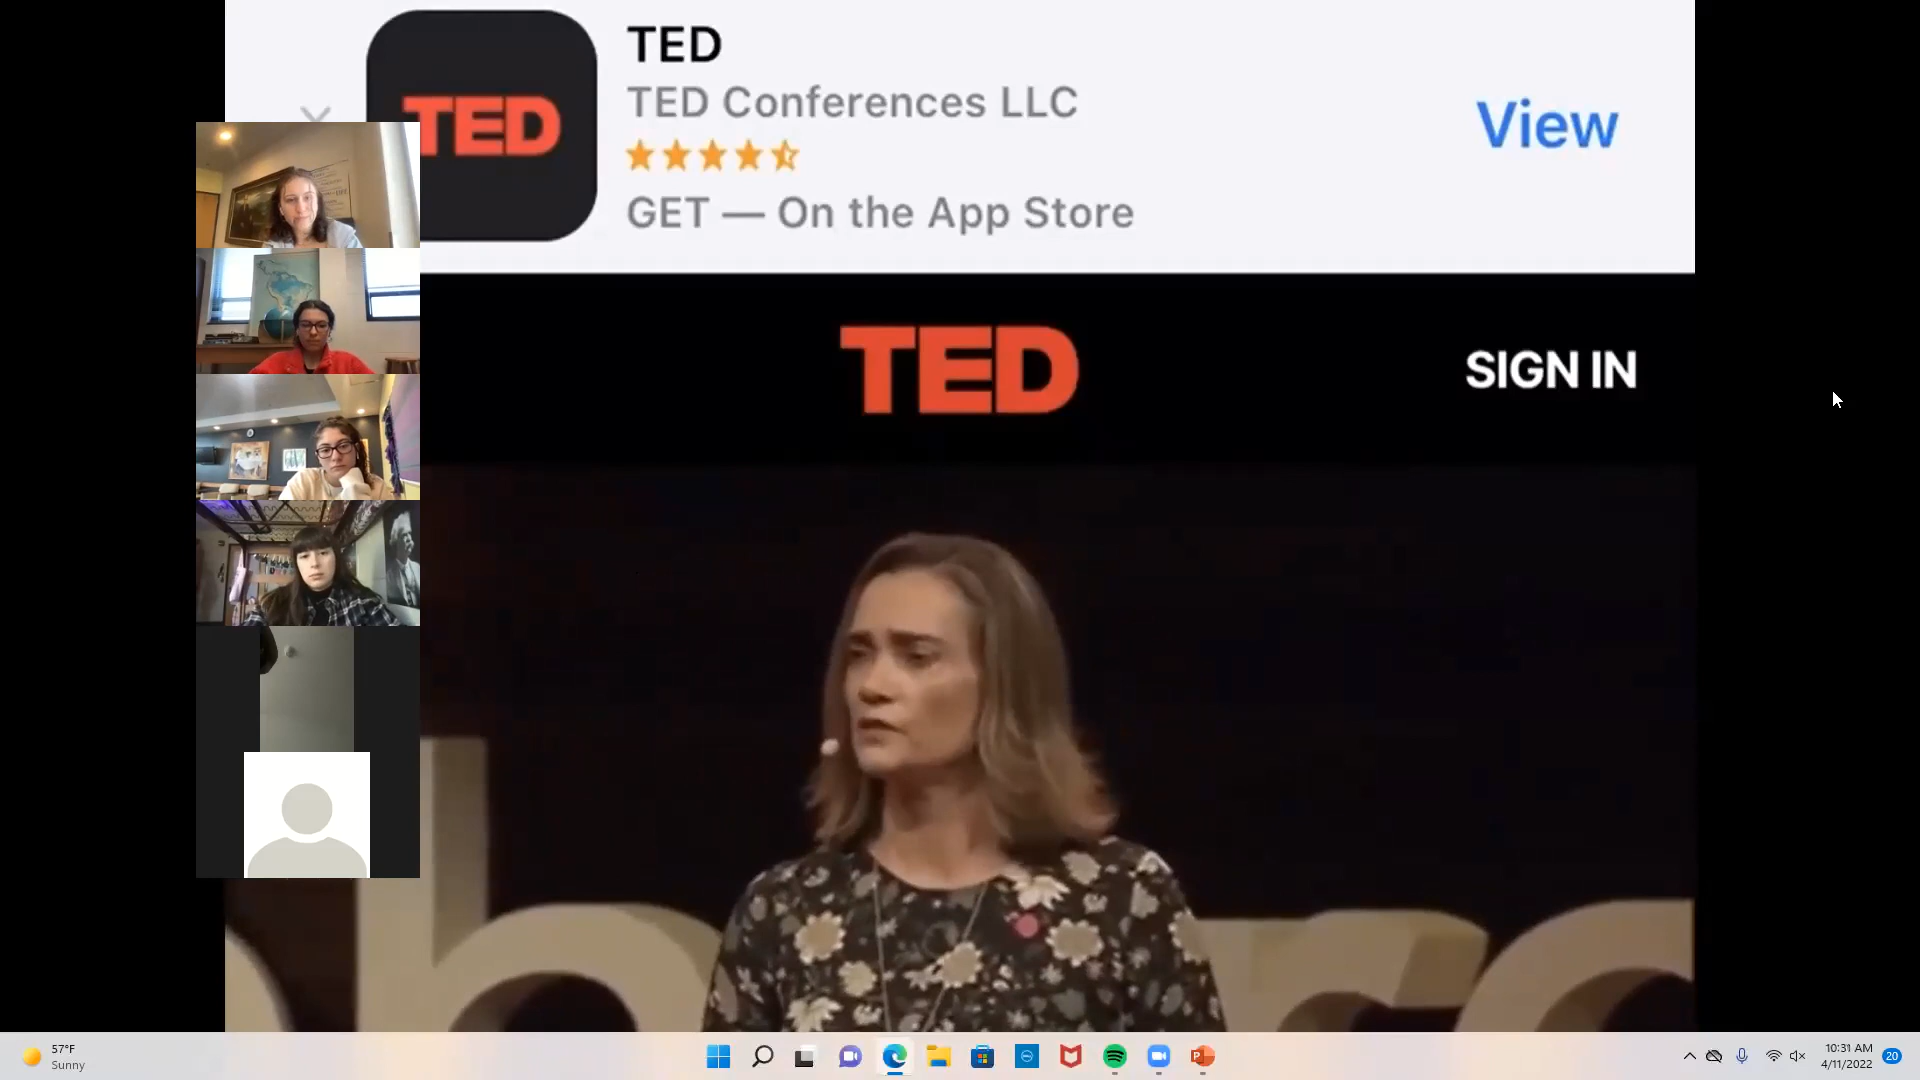 TED
TED Conferences LLC
GET — On the App Store
View
TED
TED
SIGN IN
57°F
Sunny
10:31 AM
4/11/2022
20